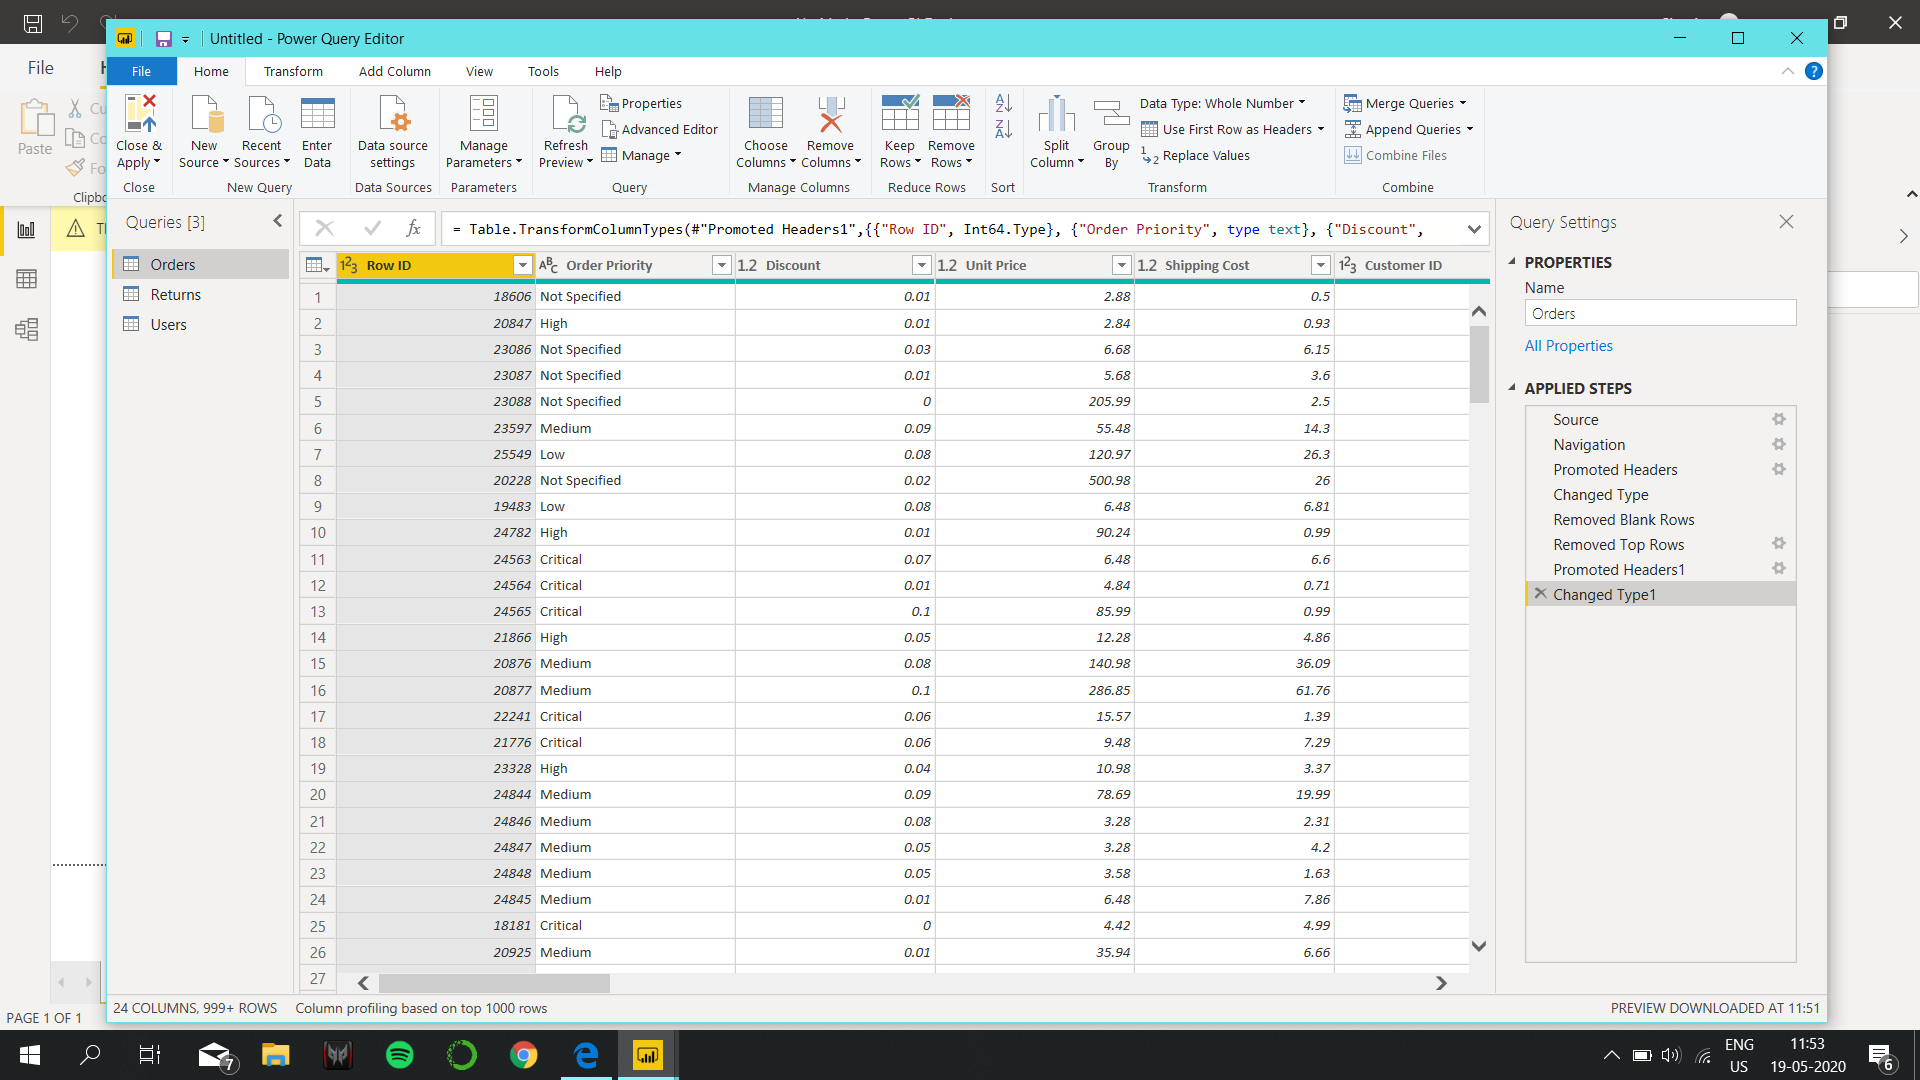 Untitled - Power Query Editor
File
File Home Transform Add Column View Tools Help
Paste
Close & Apply
New Source
Recent Sources
Enter Data
Data source settings
Manage Parameters
Refresh Preview
Properties
Advanced Editor
Manage
Choose Columns
Remove Columns
Keep Rows
Remove Rows
Split Column
Group By
Data Type: Whole Number
Use First Row as Headers
Replace Values
Merge Queries
Append Queries
Combine Files
Close New Query Data Sources Parameters Query Manage Columns Reduce Rows Sort Transform Combine
Queries [3]
Orders
Returns
Users
fx = Table.TransformColumnTypes(#"Promoted Headers1",{{"Row ID", Int64.Type}, {"Order Priority", type text}, {"Discount",
123 Row ID ABC Order Priority 1.2 Discount 1.2 Unit Price 1.2 Shipping Cost 123 Customer ID
1 18606 Not Specified 0.01 2.88 0.5
2 20847 High 0.01 2.84 0.93
3 23086 Not Specified 0.03 6.68 6.15
4 23087 Not Specified 0.01 5.68 3.6
5 23088 Not Specified 0 205.99 2.5
6 23597 Medium 0.09 55.48 14.3
7 25549 Low 0.08 120.97 26.3
8 20228 Not Specified 0.02 500.98 26
9 19483 Low 0.08 6.48 6.81
10 24782 High 0.01 90.24 0.99
11 24563 Critical 0.07 6.48 6.6
12 24564 Critical 0.01 4.84 0.71
13 24565 Critical 0.1 85.99 0.99
14 21866 High 0.05 12.28 4.86
15 20876 Medium 0.08 140.98 36.09
16 20877 Medium 0.1 286.85 61.76
17 22241 Critical 0.06 15.57 1.39
18 21776 Critical 0.06 9.48 7.29
19 23328 High 0.04 10.98 3.37
20 24844 Medium 0.09 78.69 19.99
21 24846 Medium 0.08 3.28 2.31
22 24847 Medium 0.05 3.28 4.2
23 24848 Medium 0.05 3.58 1.63
24 24845 Medium 0.01 6.48 7.86
25 18181 Critical 0 4.42 4.99
26 20925 Medium 0.01 35.94 6.66
27
Query Settings
PROPERTIES
Name
Orders
All Properties
APPLIED STEPS
Source
Navigation
Promoted Headers
Changed Type
Removed Blank Rows
Removed Top Rows
Promoted Headers1
Changed Type1
24 COLUMNS, 999+ ROWS Column profiling based on top 1000 rows
PREVIEW DOWNLOADED AT 11:51
PAGE 1 OF 1
7
ENG
US
11:53
19-05-2020
6